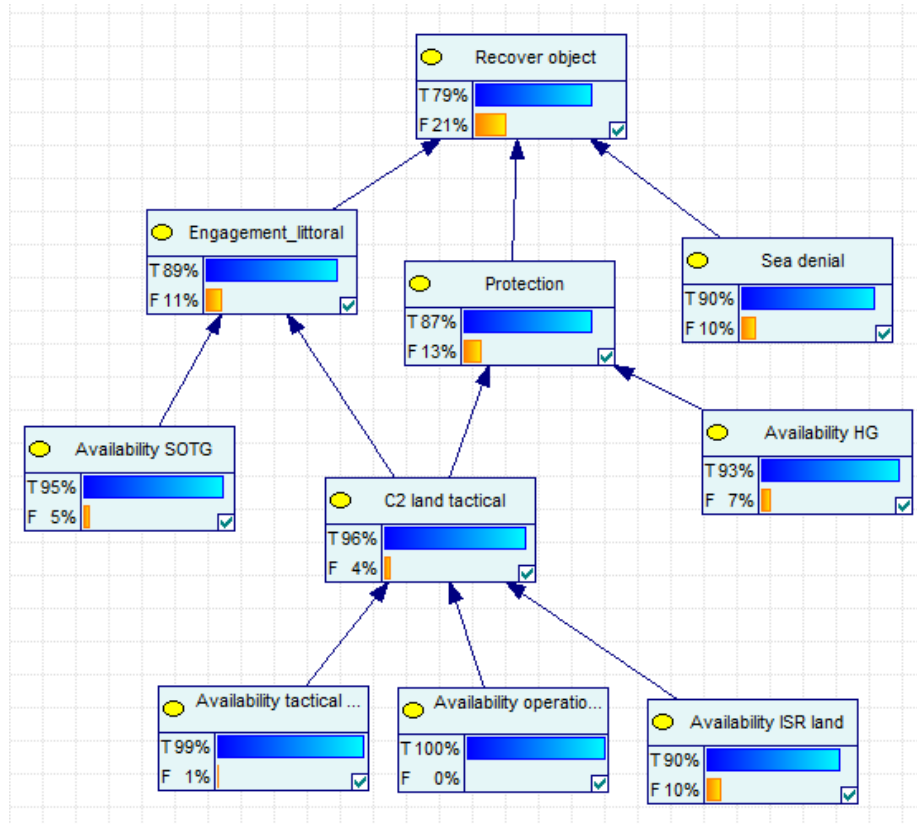 Recover object
T 79%
F 21%
Engagement_littoral
T 89%
F 11%
Protection
T 87%
F 13%
Sea denial
T 90%
F 10%
Availability SOTG
T 95%
F 5%
C2 land tactical
T 96%
F 4%
Availability HG
T 93%
F 7%
Availability tactical ...
T 99%
F 1%
Availability operatio...
T 100%
F 0%
Availability ISR land
T 90%
F 10%